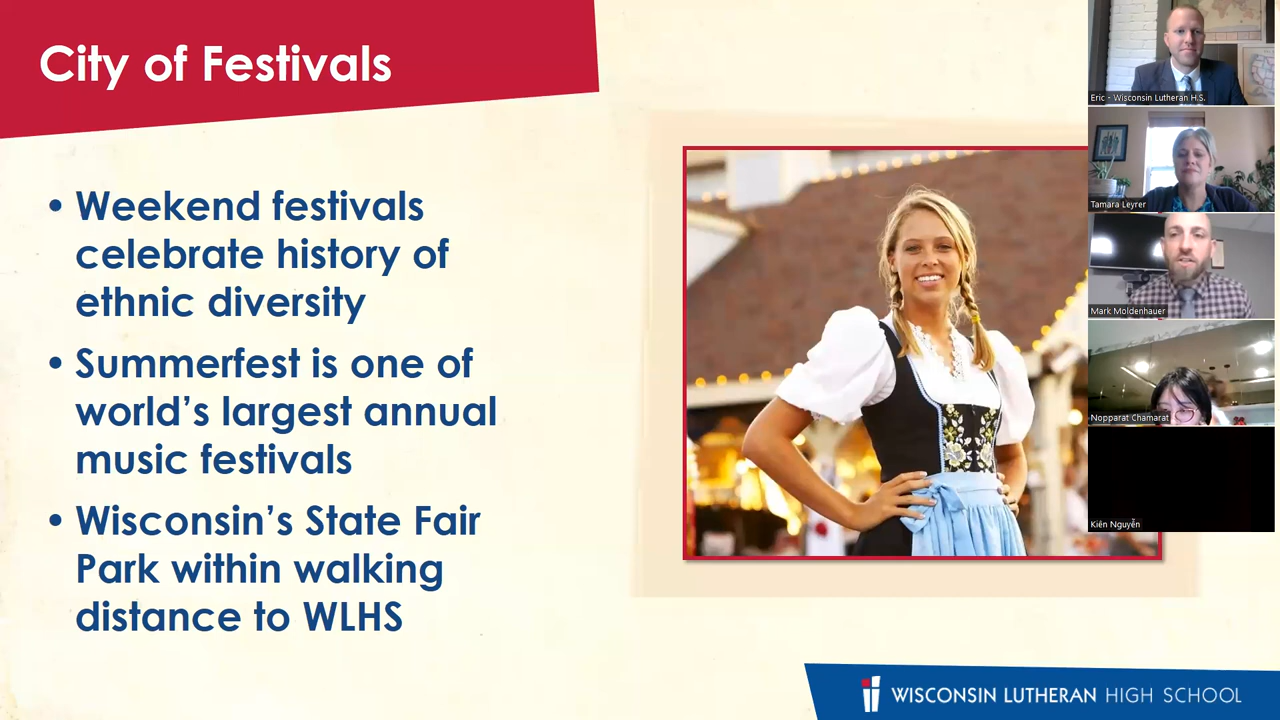 City of Festivals
• Weekend festivals
celebrate history of
ethnic diversity
• Summerfest is one of
world's largest annual
music festivals
• Wisconsin's State Fair
Park within walking
distance to WLHS
Eric - Wisconsin Lutheran H.S.
Tamara Leyrer
Mark Moldenhauer
Nopparat Chamarat
Kiên Nguyễn
WISCONSIN LUTHERAN HIGH SCHOOL